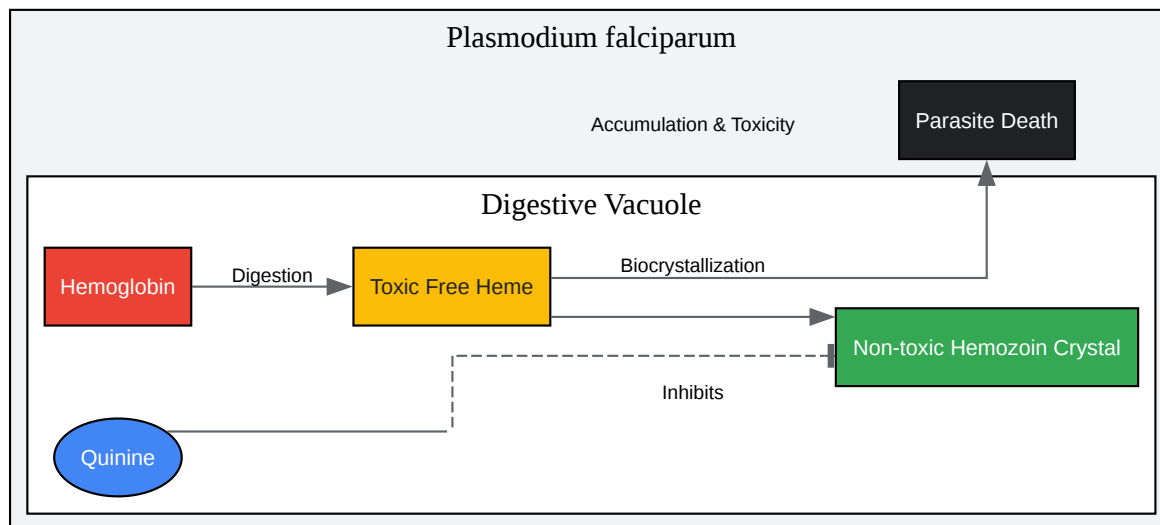 Plasmodium falciparum
Accumulation & Toxicity
Parasite Death
Digestive Vacuole
Hemoglobin
Digestion
Toxic Free Heme
Biocrystallization
Non-toxic Hemozoin Crystal
Inhibits
Quinine